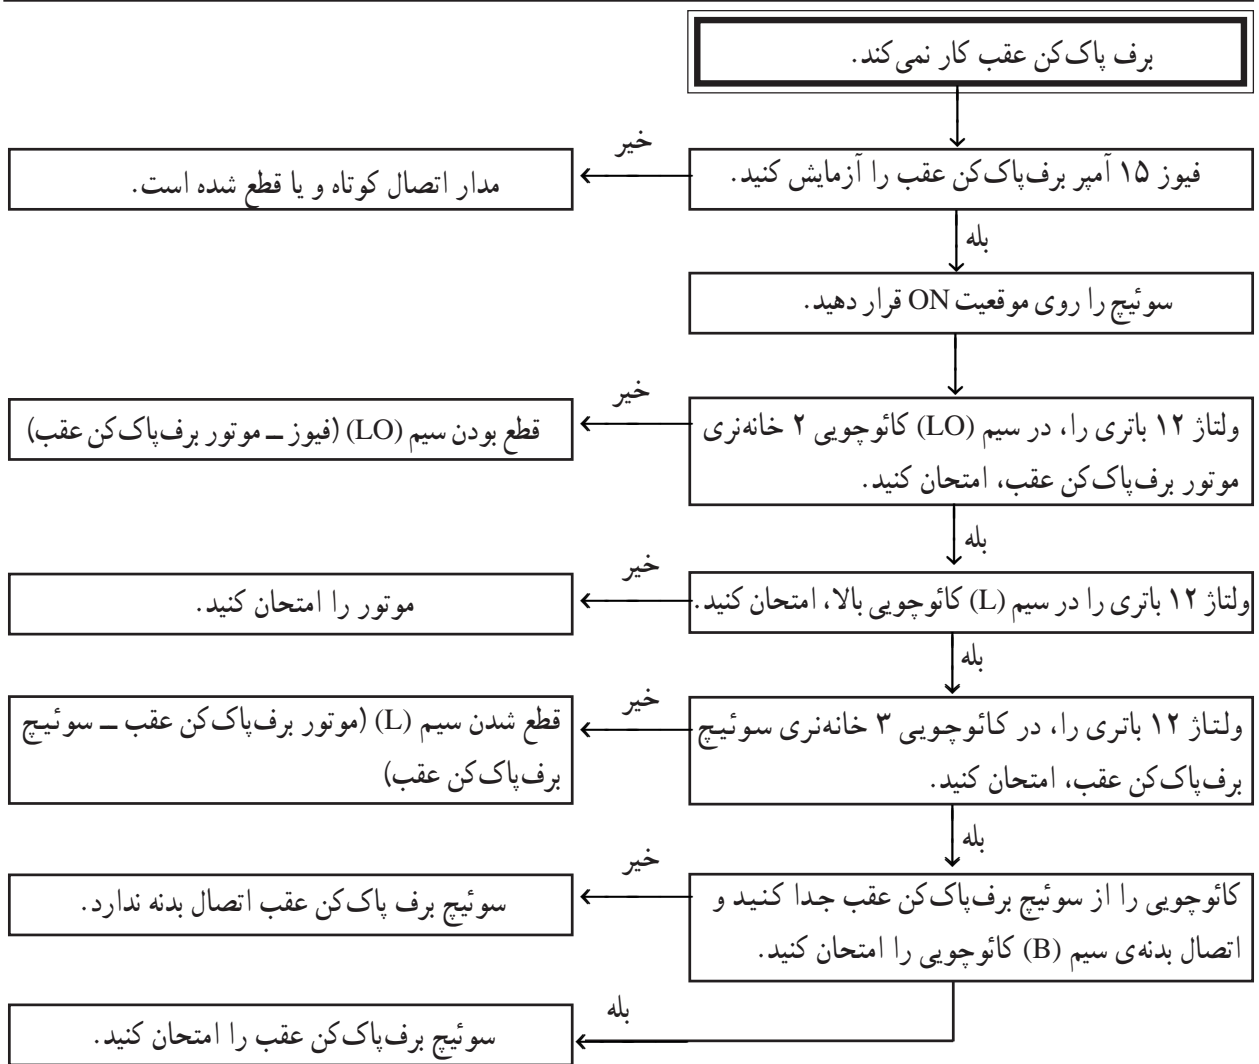 برف پاک‌کن عقب کار نمی‌کند.
فیوز ۱۵ آمپر برف‌پاک‌کن عقب را آزمایش کنید.
خیر
مدار اتصال کوتاه و یا قطع شده است.
بله
سوئیچ را روی موقعیت ON قرار دهید.
ولتاژ ۱۲ باتری را، در سیم (LO) کائوچویی ۲ خانه‌نری
موتور برف‌پاک‌کن عقب، امتحان کنید.
خیر
قطع بودن سیم (LO) (فیوز ــ موتور برف‌پاک‌کن عقب)
بله
ولتاژ ۱۲ باتری را در سیم (L) کائوچویی بالا، امتحان کنید.
خیر
موتور را امتحان کنید.
بله
ولتاژ ۱۲ باتری را، در کائوچویی ۳ خانه‌نری سوئیچ
برف‌پاک‌کن عقب، امتحان کنید.
خیر
قطع شدن سیم (L) (موتور برف‌پاک‌کن عقب ــ سوئیچ
برف‌پاک‌کن عقب)
بله
کائوچویی را از سوئیچ برف‌پاک‌کن عقب جدا کنید و
اتصال بدنه‌ی سیم (B) کائوچویی را امتحان کنید.
خیر
سوئیچ برف پاک‌کن عقب اتصال بدنه ندارد.
بله
سوئیچ برف‌پاک‌کن عقب را امتحان کنید.